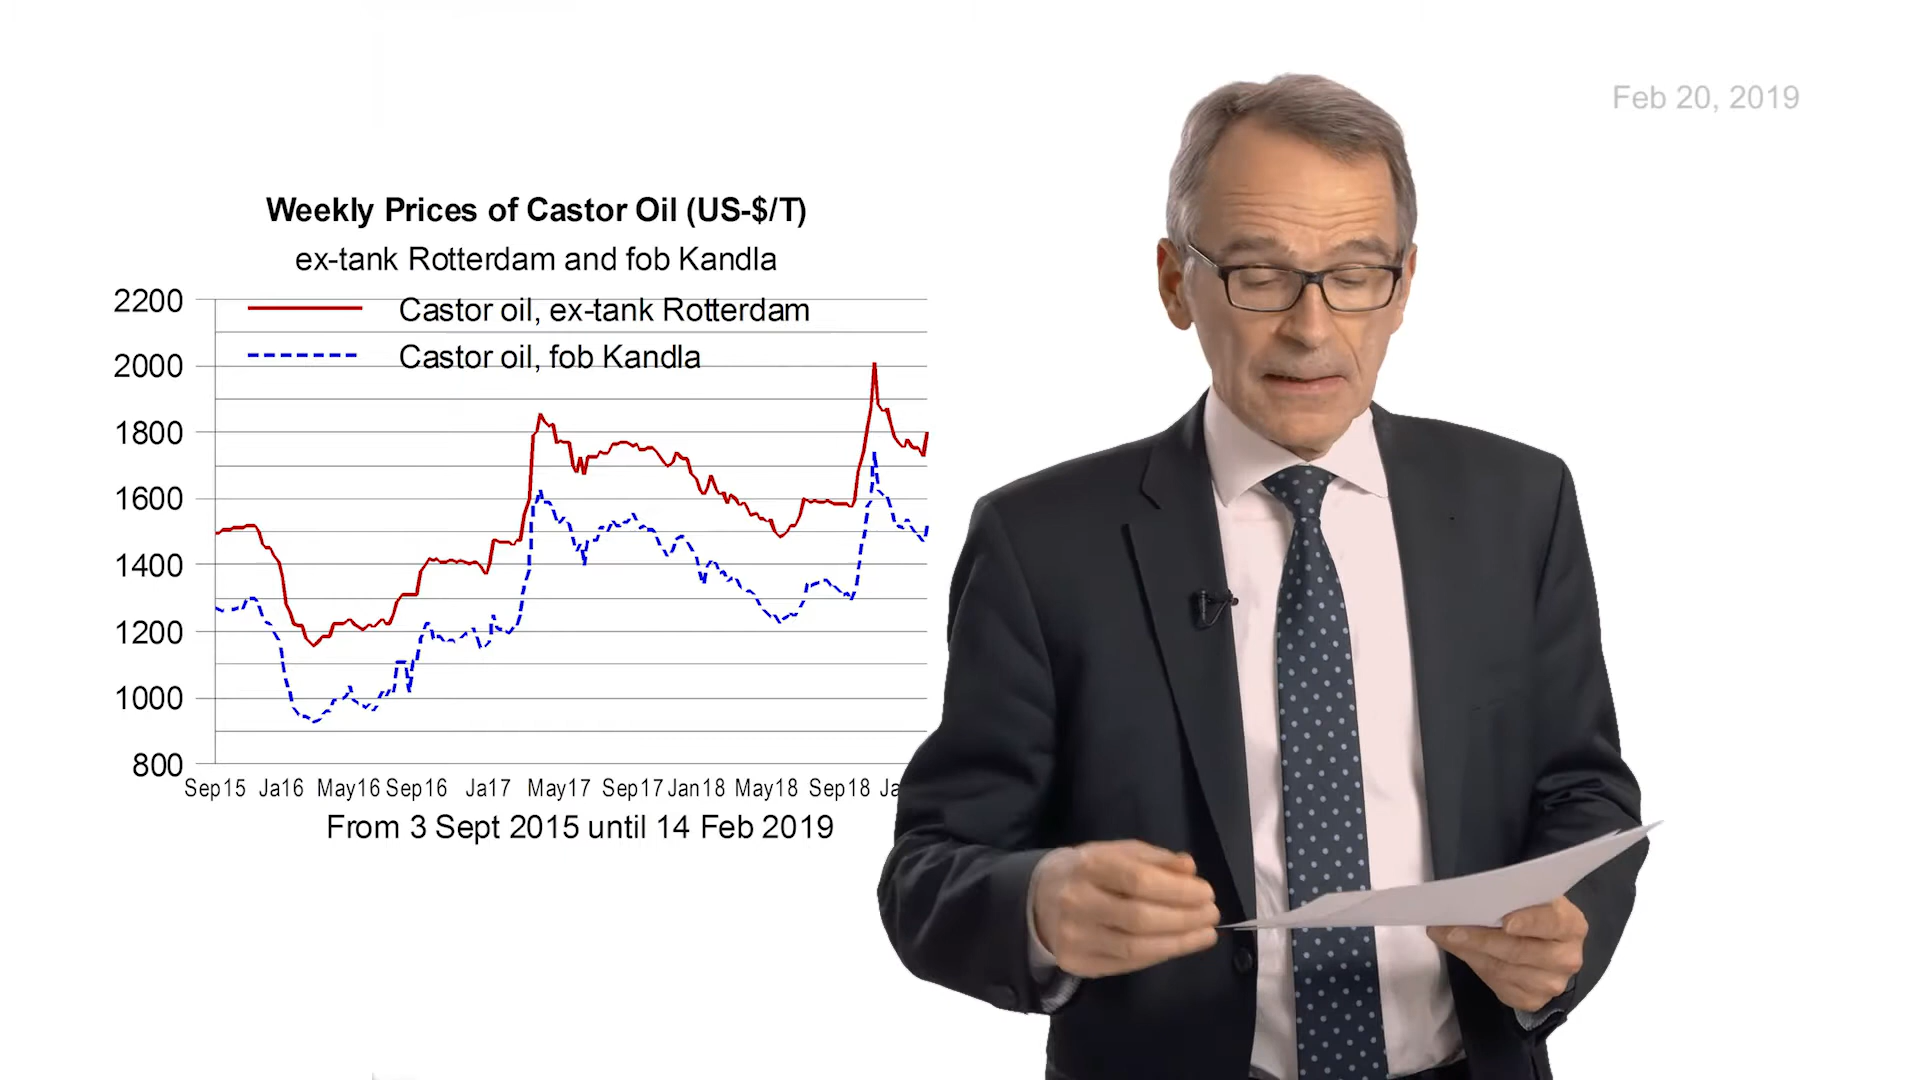 Feb 20, 2019
Weekly Prices of Castor Oil (US-$/T)
ex-tank Rotterdam and fob Kandla
Castor oil, ex-tank Rotterdam
Castor oil, fob Kandla
2200
2000
1800
1600
1400
1200
1000
800
Sep15 Ja16 May16 Sep16 Ja17 May17 Sep17 Jan18 May18 Sep18 Ja
From 3 Sept 2015 until 14 Feb 2019